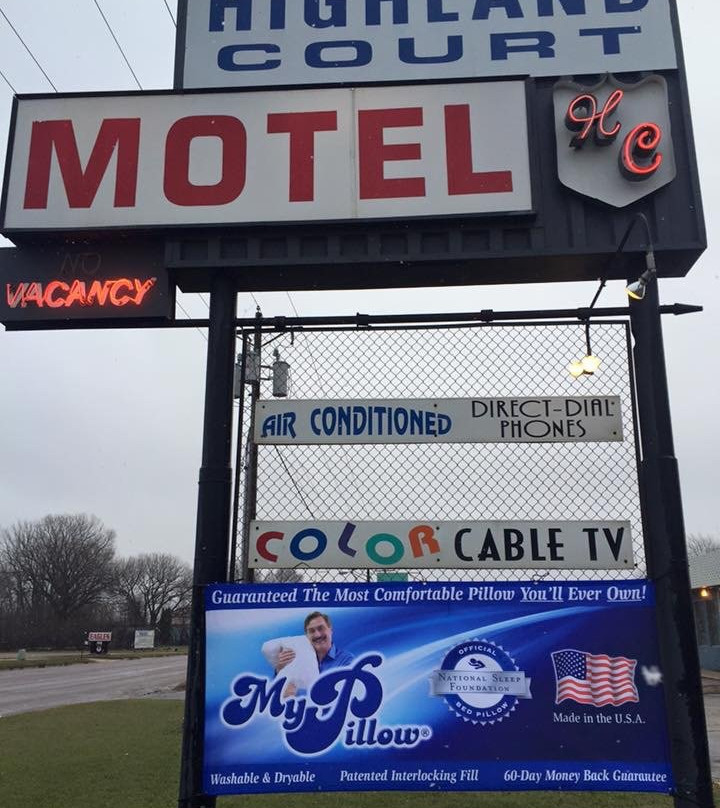 HIGHLAND
COURT
MOTEL
HC
NO
VACANCY
AIR CONDITIONED
DIRECT-DIAL
PHONES
COLOR CABLE TV
Guaranteed The Most Comfortable Pillow You'll Ever Own!
MyPillow®
OFFICIAL
NATIONAL SLEEP
FOUNDATION
BED PILLOW
Made in the U.S.A.
Washable & Dryable Patented Interlocking Fill 60-Day Money Back Guarantee
EAGLES